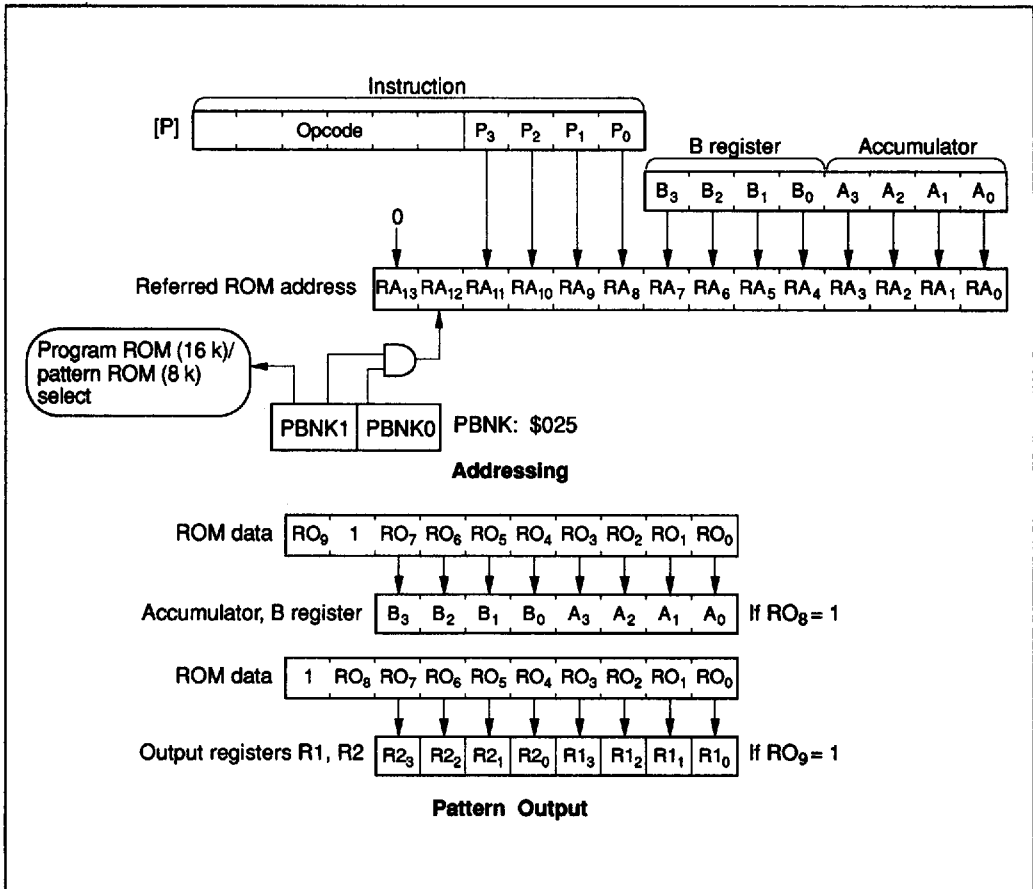 Instruction
[P] Opcode P3 P2 P1 P0
B register Accumulator
B3 B2 B1 B0 A3 A2 A1 A0
0
Referred ROM address RA13 RA12 RA11 RA10 RA9 RA8 RA7 RA6 RA5 RA4 RA3 RA2 RA1 RA0
Program ROM (16 k)/
pattern ROM (8 k)
select
PBNK1 PBNK0 PBNK: $025
Addressing
ROM data RO9 1 RO7 RO6 RO5 RO4 RO3 RO2 RO1 RO0
Accumulator, B register B3 B2 B1 B0 A3 A2 A1 A0 If RO8 = 1
ROM data 1 RO8 RO7 RO6 RO5 RO4 RO3 RO2 RO1 RO0
Output registers R1, R2 R23 R22 R21 R20 R13 R12 R11 R10 If RO9 = 1
Pattern Output